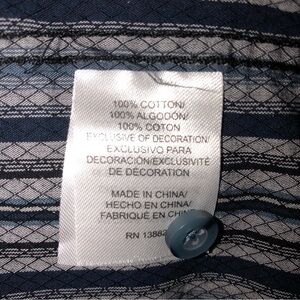 100% COTTON/
100% ALGODÓN/
100% COTON
EXCLUSIVE OF DECORATION/
EXCLUSIVO PARA
DECORACIÓN/EXCLUSIVITÉ
DE DÉCORATION
MADE IN CHINA/
HECHO EN CHINA/
FABRIQUÉ EN
RN